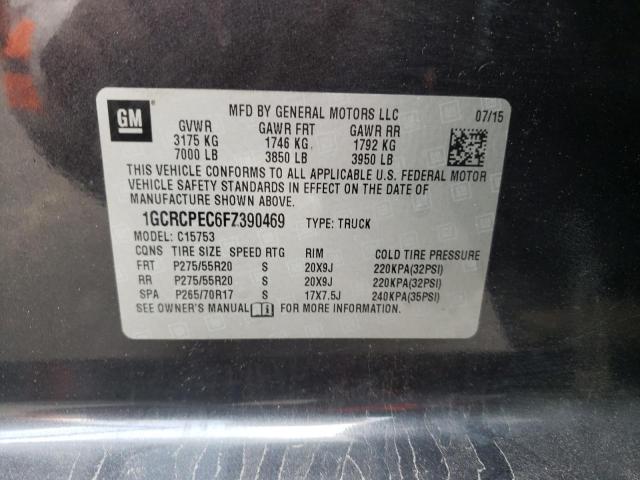 GM
MFD BY GENERAL MOTORS LLC 07/15
GVWR GAWR FRT GAWR RR
3175 KG 1746 KG 1792 KG
7000 LB 3850 LB 3950 LB
THIS VEHICLE CONFORMS TO ALL APPLICABLE U.S. FEDERAL MOTOR
VEHICLE SAFETY STANDARDS IN EFFECT ON THE DATE OF
MANUFACTURE SHOWN ABOVE.
1GCRCPEC6FZ390469 TYPE: TRUCK
MODEL: C15753
CQNS TIRE SIZE SPEED RTG RIM COLD TIRE PRESSURE
FRT P275/55R20 S 20X9J 220KPA(32PSI)
RR P275/55R20 S 20X9J 220KPA(32PSI)
SPA P265/70R17 S 17X7.5J 240KPA(35PSI)
SEE OWNER'S MANUAL FOR MORE INFORMATION.